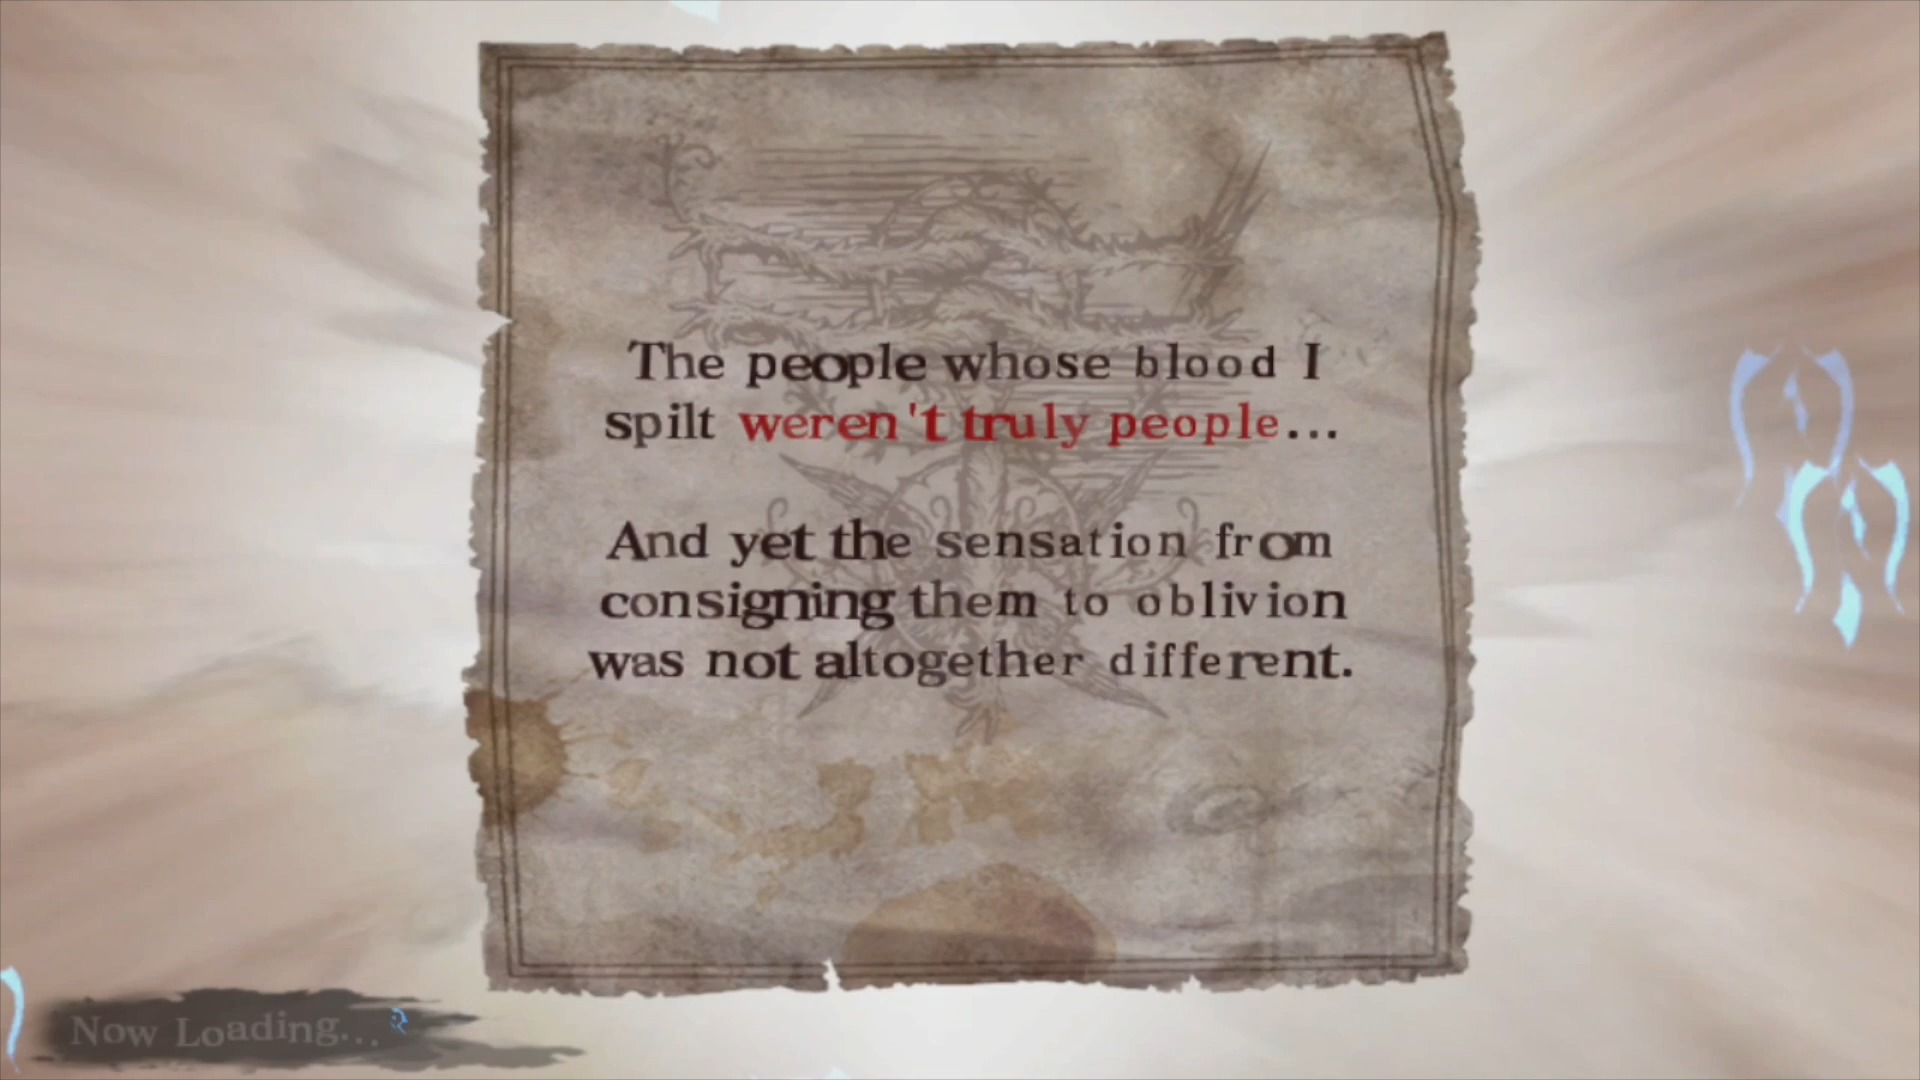 The people whose blood I
spilt weren't truly people...
And yet the sensation from
consigning them to oblivion
was not altogether different.
Now Loading...